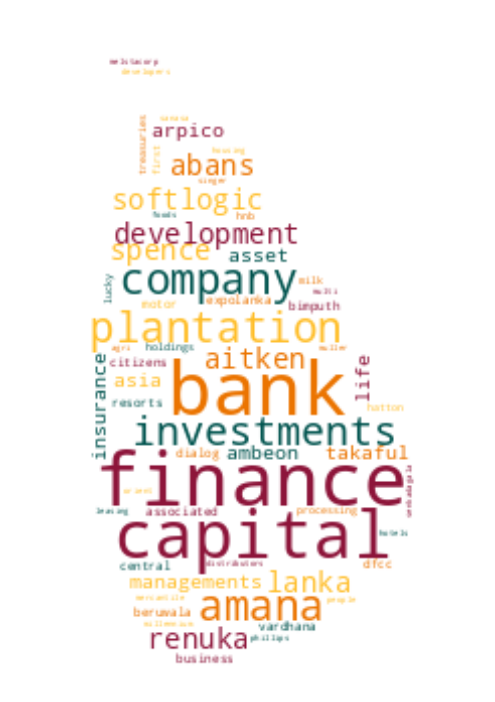 melstacorp
developers
sanasa
treasuries
arpico
first
housing
abans
singer
softlogic
foods
hnb
development
spence
asset
company
lucky
milk
multi
expolanka
motor
bimputh
plantation
agri
holdings
muller
citizens
aitken
life
insurance
asia
bank
resorts
hatton
investments
dialog
ambeon
takaful
finance
orient
leasing
associated
processing
capital
hotels
central
distributors
dfcc
managements
lanka
mercantile
amana
people
beruwala
millennium
vardhana
renuka
phillips
business